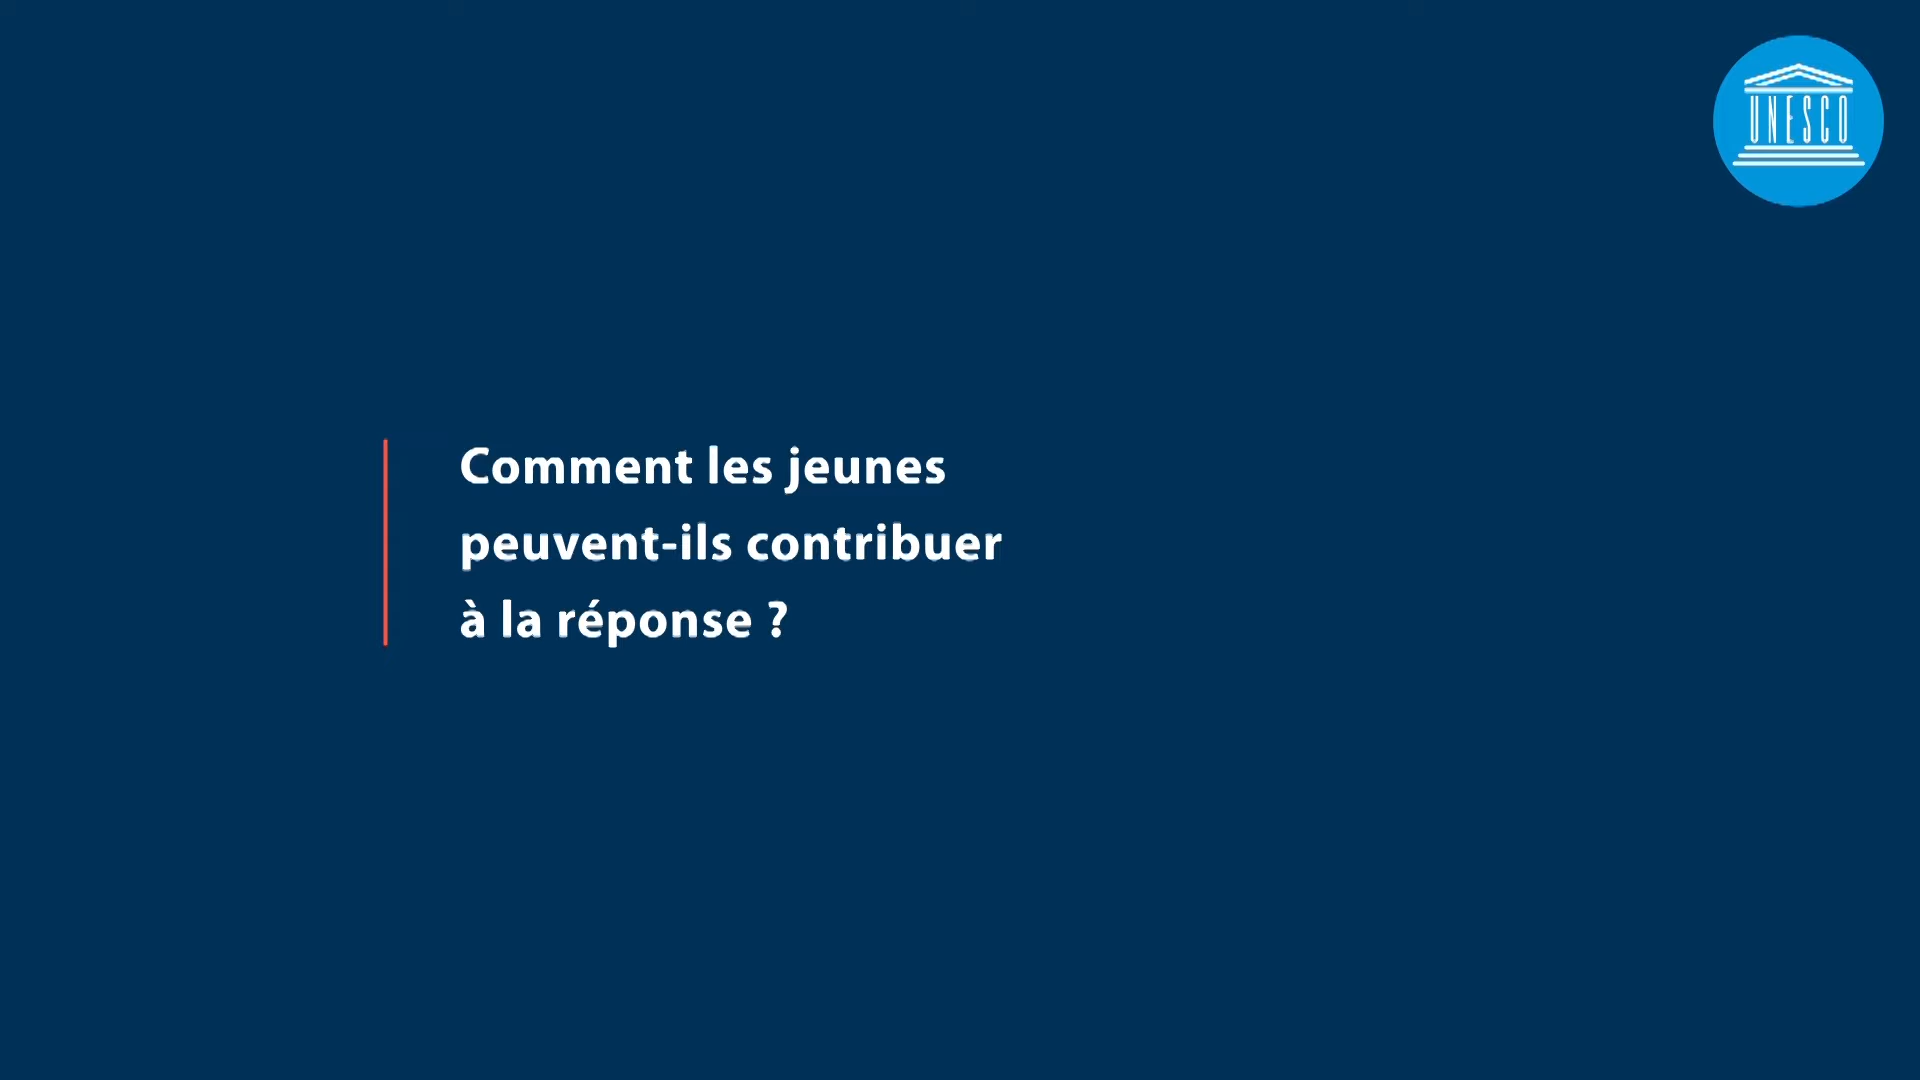 UNESCO
Comment les jeunes
peuvent-ils contribuer
à la réponse ?